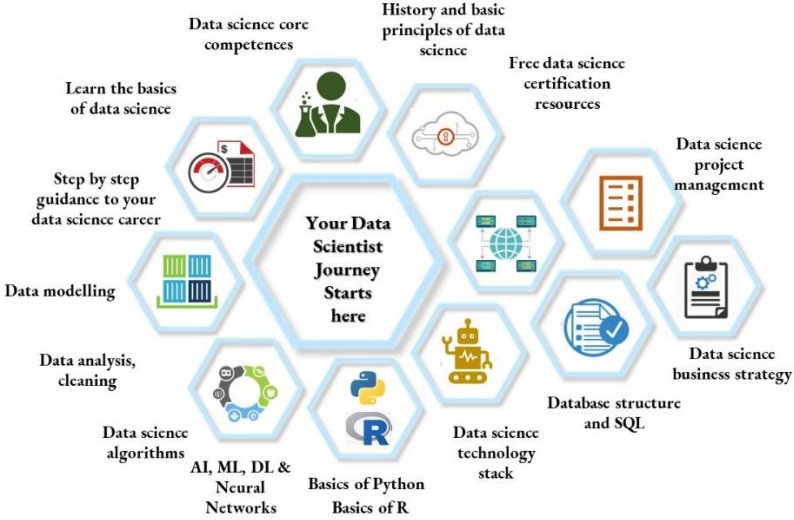 Data science core
competences
History and basic
principles of data
science
Free data science
certification
resources
Learn the basics
of data science
Data science
project
management
Step by step
guidance to your
data science career
$
Your Data
Scientist
Journey
Starts
here
Data modelling
Data analysis,
cleaning
Data science
business strategy
Database structure
and SQL
Data science
algorithms
R
Data science
technology
stack
AI, ML, DL &
Neural
Networks
Basics of Python
Basics of R